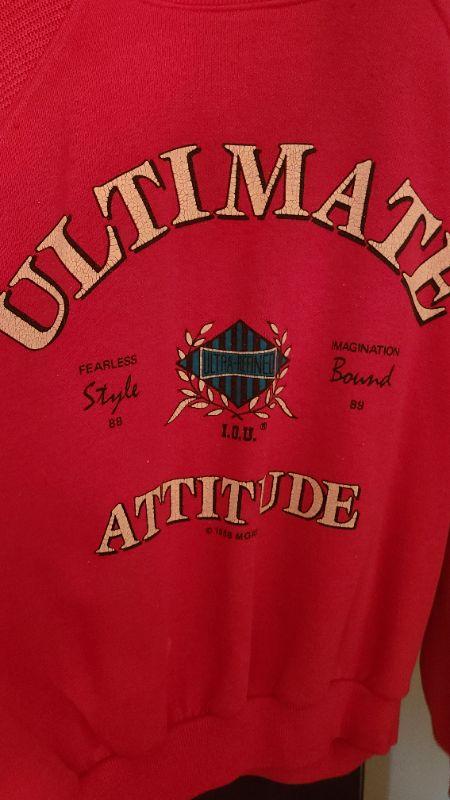 ULTIMATE
FEARLESS
Style
89
IMAGINATION
Bound
89
I.O.U.®
ATTITUDE